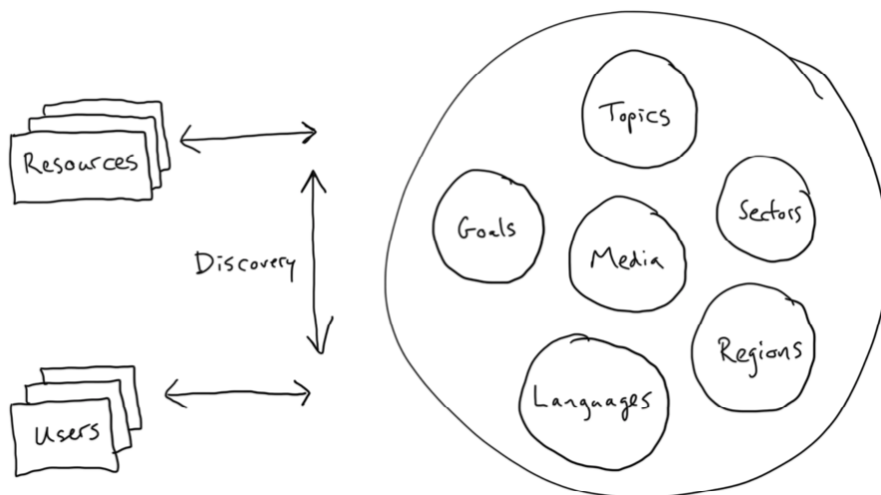 Resources
Discovery
Users
Topics
Goals
Media
Sectors
Regions
Languages